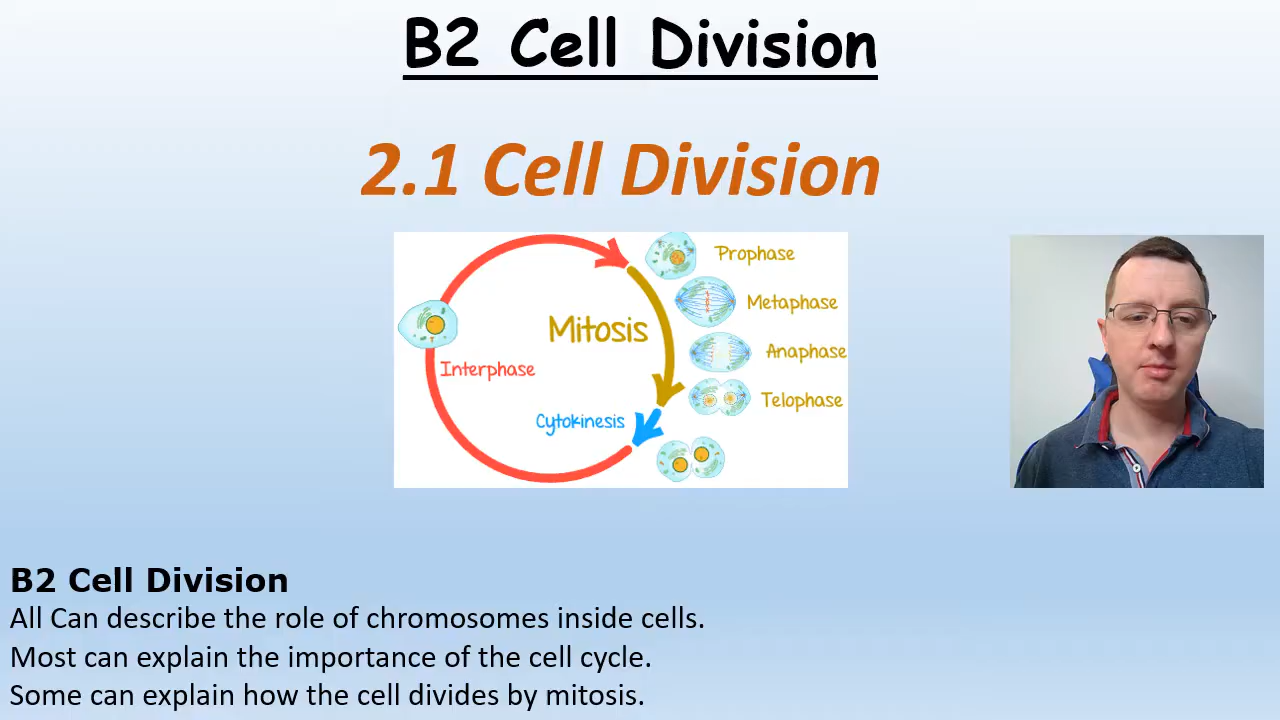 B2 Cell Division
2.1 Cell Division
Prophase
Metaphase
Mitosis
Anaphase
Interphase
Telophase
Cytokinesis
B2 Cell Division
All Can describe the role of chromosomes inside cells.
Most can explain the importance of the cell cycle.
Some can explain how the cell divides by mitosis.